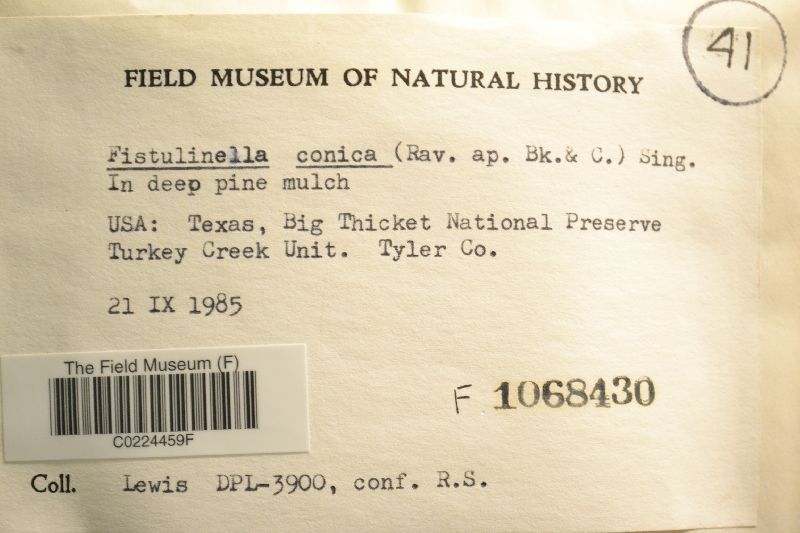 41
FIELD MUSEUM OF NATURAL HISTORY
Fistulinella conica (Rav. ap. Bk.& C.) Sing.
In deep pine mulch
USA: Texas, Big Thicket National Preserve
Turkey Creek Unit. Tyler Co.
21 IX 1985
The Field Museum (F)
C0224459F
F 1068430
Coll. Lewis DPL-3900, conf. R.S.